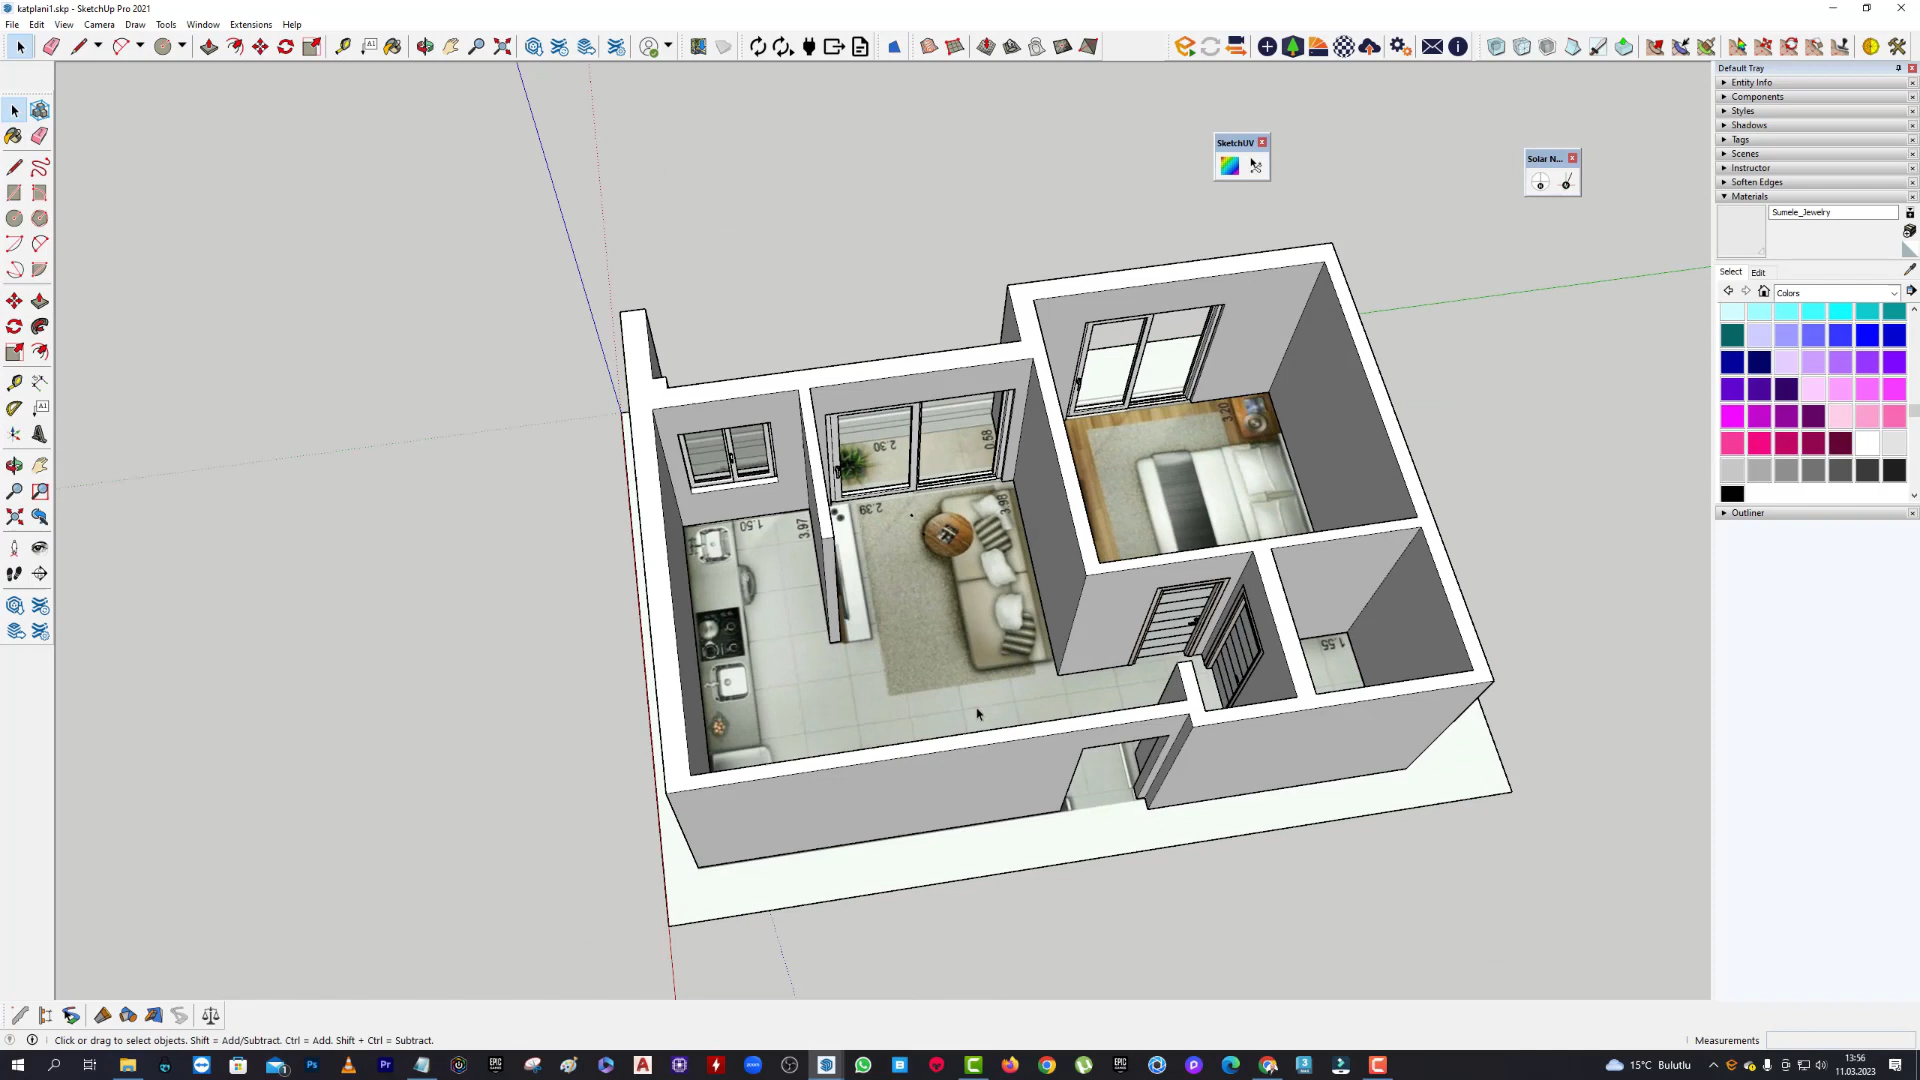 katplani1.skp - SketchUp Pro 2021
File Edit View Camera Draw Tools Window Extensions Help
Default Tray
Entity Info
Components
Styles
Shadows
Tags
Scenes
Instructor
Soften Edges
Materials
Sumele_Jewelry
Select Edit
Colors
Outliner
SketchUV
Solar N...
2.30
0.58
3.20
1.50
3.97
2.39
3.98
1.55
Click or drag to select objects. Shift = Add/Subtract. Ctrl = Add. Shift + Ctrl = Subtract.
Measurements
15°C Bulutlu
13:56
11.03.2023